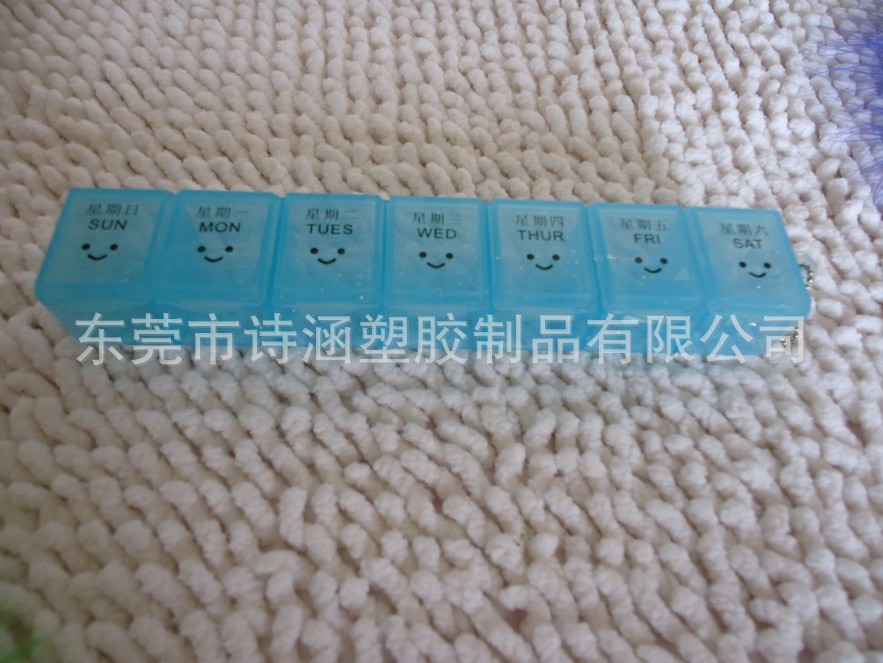 星期日
SUN
星期一
MON
星期二
TUES
星期三
WED
星期四
THUR
星期五
FRI
星期六
SAT
东莞市诗涵塑胶制品有限公司